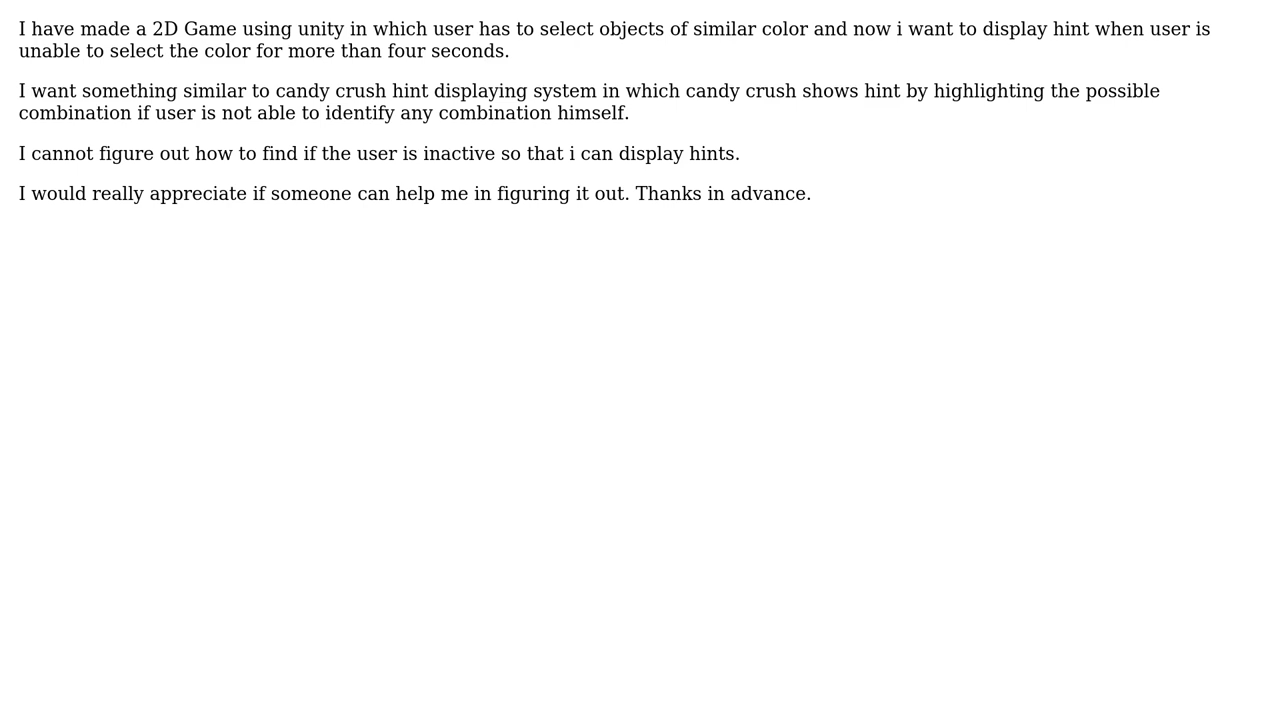 I have made a 2D Game using unity in which user has to select objects of similar color and now i want to display hint when user is
unable to select the color for more than four seconds.
I want something similar to candy crush hint displaying system in which candy crush shows hint by highlighting the possible
combination if user is not able to identify any combination himself.
I cannot figure out how to find if the user is inactive so that i can display hints.
I would really appreciate if someone can help me in figuring it out. Thanks in advance.